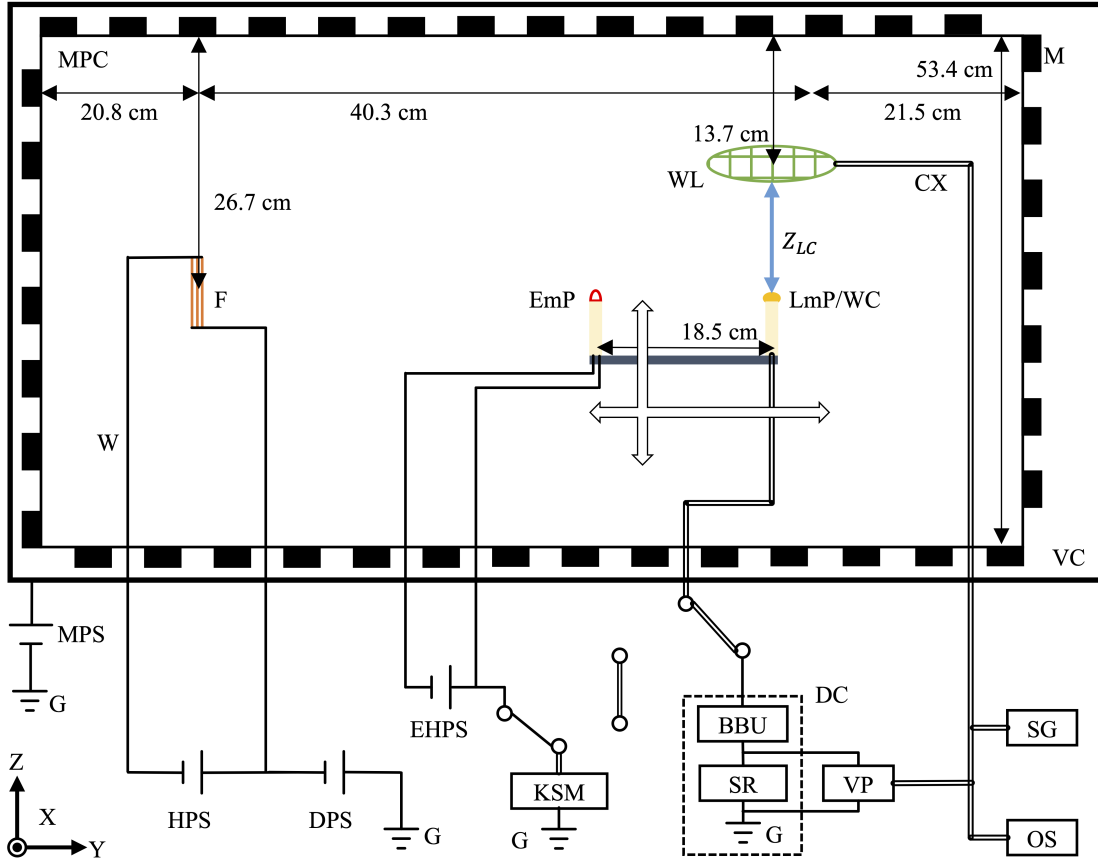 MPC
M
53.4 cm
20.8 cm
40.3 cm
21.5 cm
13.7 cm
WL
CX
26.7 cm
Z_LC
F
EmP
LmP/WC
18.5 cm
W
VC
MPS
G
DC
EHPS
BBU
SG
Z
X
Y
HPS
DPS
G
KSM
G
SR
VP
G
OS